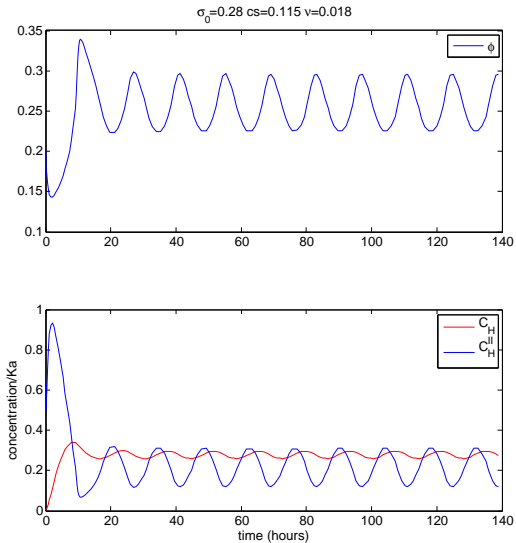 σ0=0.28 cs=0.115 ν=0.018
0.35
0.3
0.25
0.2
0.15
0.1
0 20 40 60 80 100 120 140
ϕ
1
0.8
0.6
0.4
0.2
0
0 20 40 60 80 100 120 140
concentration/Ka
time (hours)
C_H
C_H^II